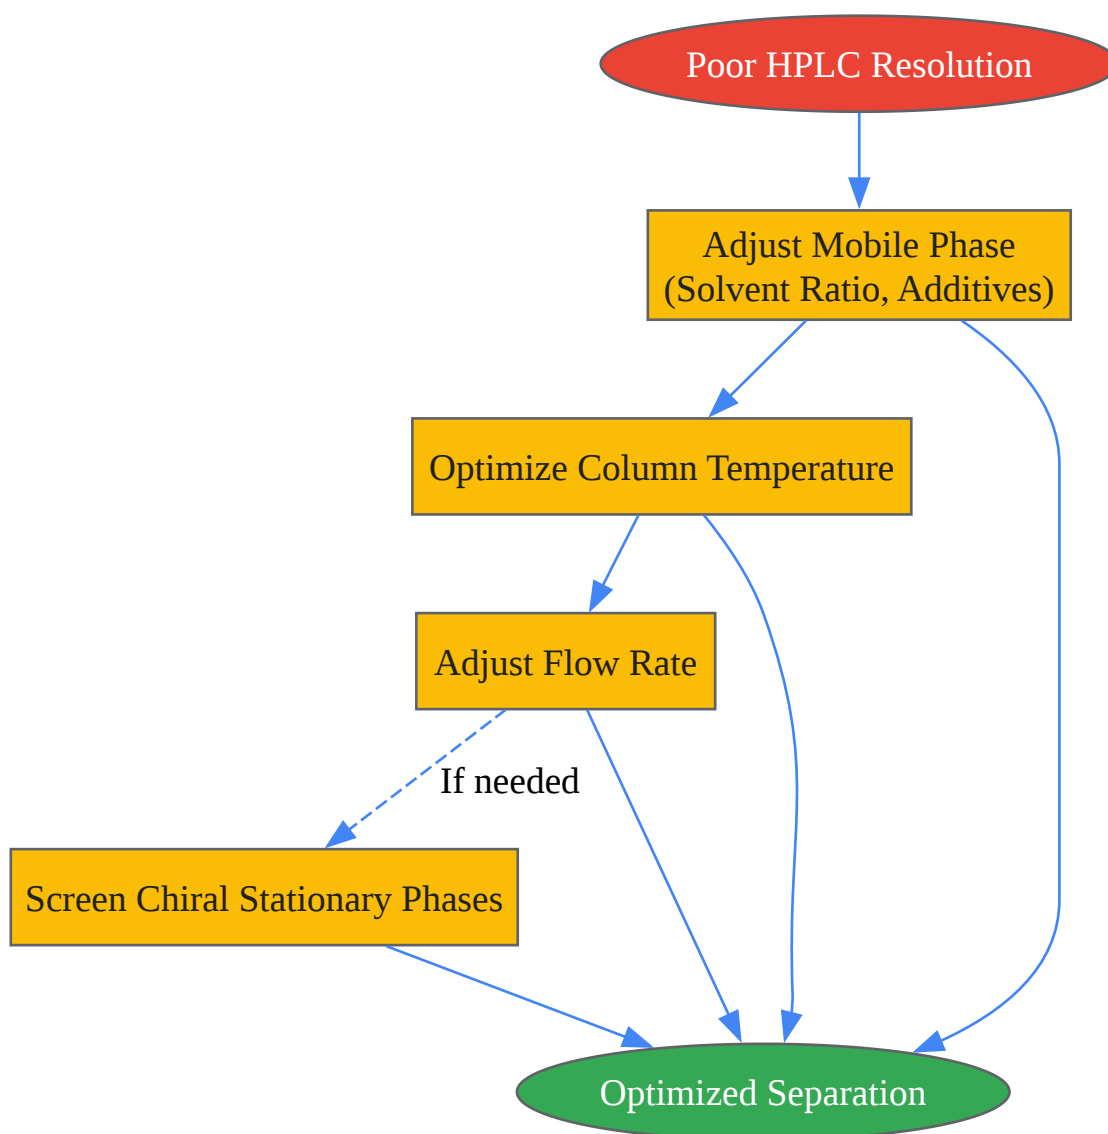 Poor HPLC Resolution
Adjust Mobile Phase
(Solvent Ratio, Additives)
Optimize Column Temperature
Adjust Flow Rate
If needed
Screen Chiral Stationary Phases
Optimized Separation